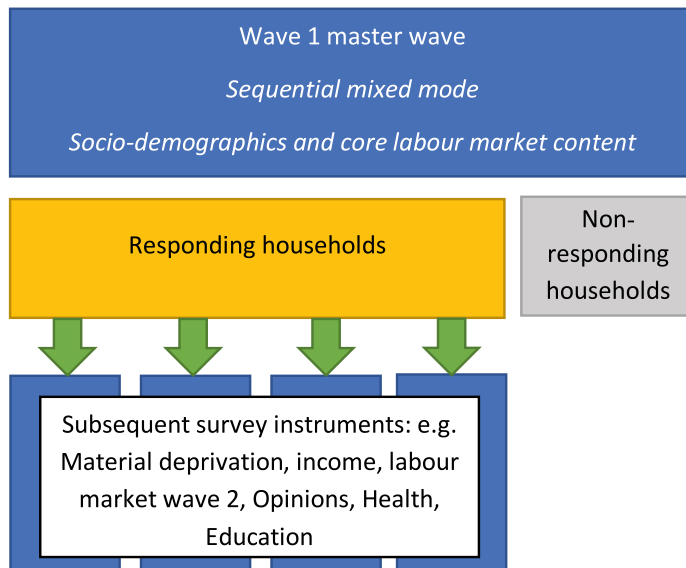 Wave 1 master wave
Sequential mixed mode
Socio-demographics and core labour market content
Responding households
Non-
responding
households
Subsequent survey instruments: e.g.
Material deprivation, income, labour
market wave 2, Opinions, Health,
Education